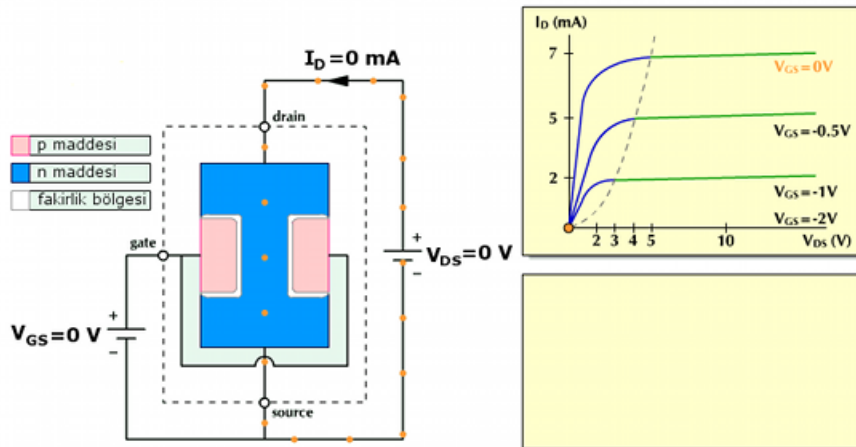 I_D=0 mA
drain
p maddesi
n maddesi
fakirlik bölgesi
gate
+
V_DS=0 V
−
+
V_GS=0 V
−
source
I_D (mA)
7
V_GS=0V
5
V_GS=-0.5V
2
V_GS=-1V
V_GS=-2V
2 3 4 5 10 V_DS (V)